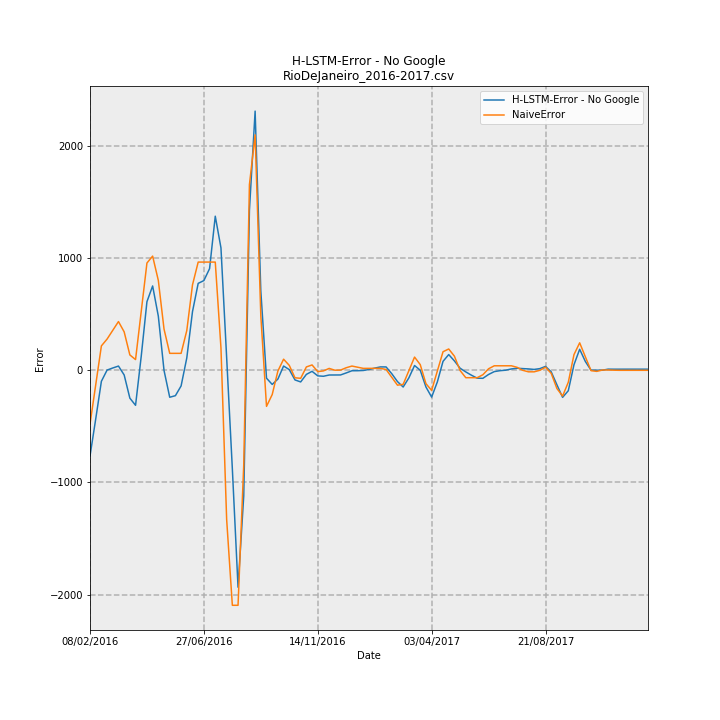 H-LSTM-Error - No Google
RioDeJaneiro_2016-2017.csv
H-LSTM-Error - No Google
NaiveError
2000
1000
0
−1000
−2000
Error
08/02/2016
27/06/2016
14/11/2016
03/04/2017
21/08/2017
Date